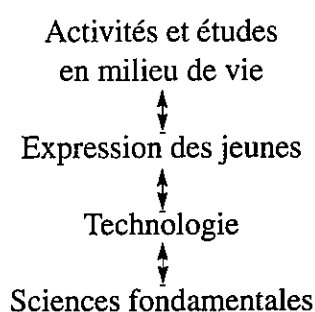 Activités et études
en milieu de vie
Expression des jeunes
Technologie
Sciences fondamentales